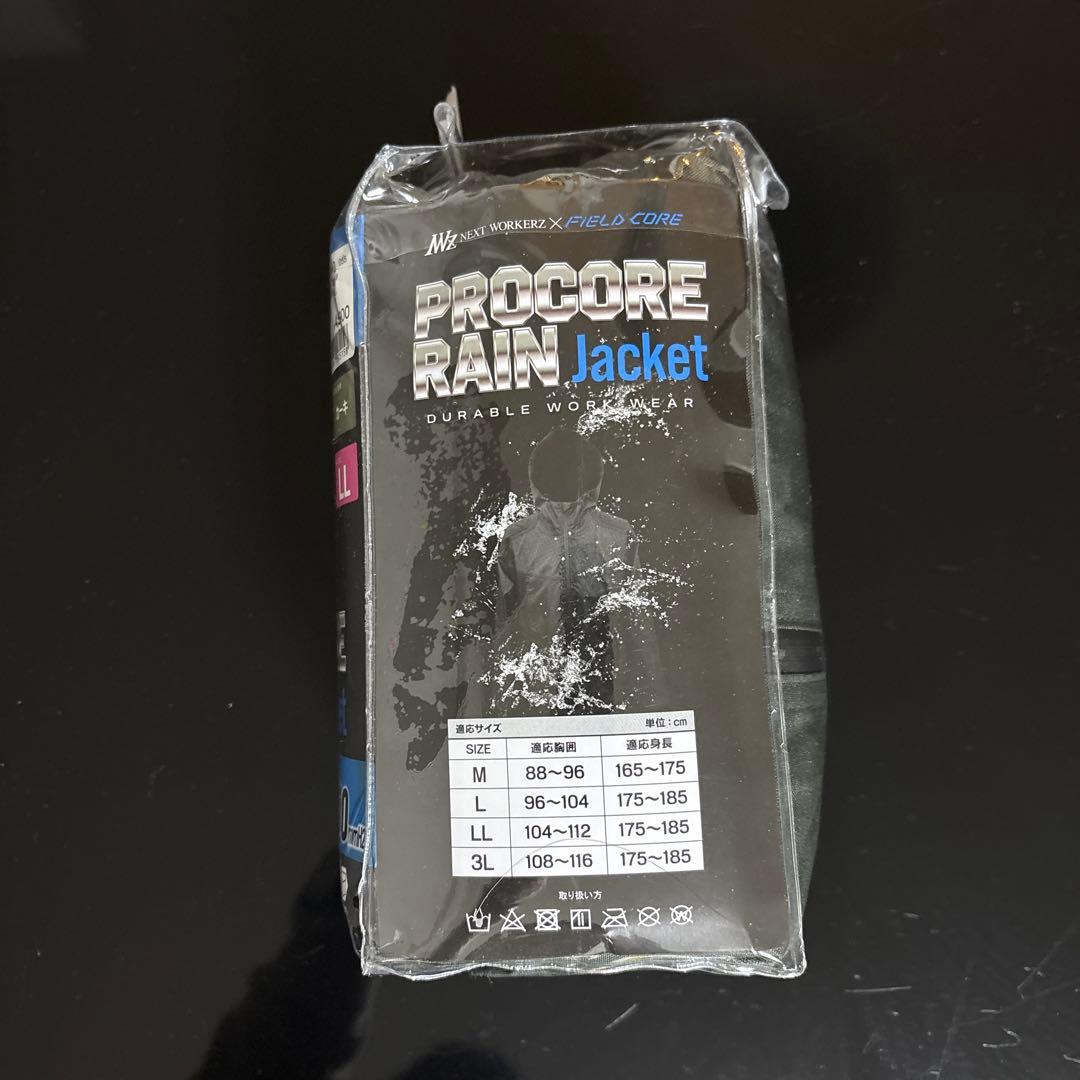 NWz NEXT WORKERZ × FIELD CORE
PROCORE
RAIN Jacket
DURABLE WORK WEAR
適応サイズ 単位：cm
SIZE 適応胸囲 適応身長
M 88〜96 165〜175
L 96〜104 175〜185
LL 104〜112 175〜185
3L 108〜116 175〜185
取り扱い方
LL